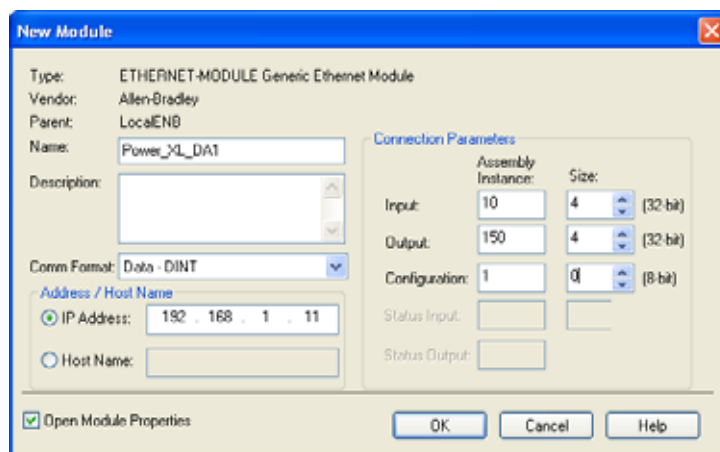 New Module
Type: ETHERNET-MODULE Generic Ethernet Module
Vendor: Allen-Bradley
Parent: LocalENB
Name: Power_XL_DA1
Description:
Comm Format: Data - DINT
Address / Host Name
IP Address: 192 . 168 . 1 . 11
Host Name:
Connection Parameters
Assembly
Instance: Size:
Input: 10 4 (32-bit)
Output: 150 4 (32-bit)
Configuration: 1 0 (8-bit)
Status Input:
Status Output:
Open Module Properties
OK Cancel Help